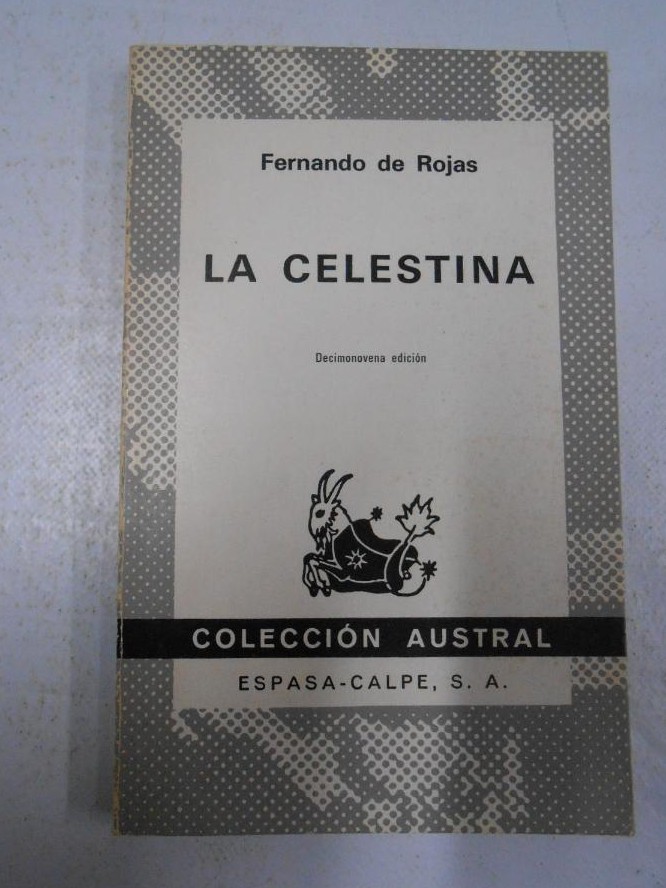 Fernando de Rojas
LA CELESTINA
Decimonovena edición
COLECCIÓN AUSTRAL
ESPASA-CALPE, S. A.